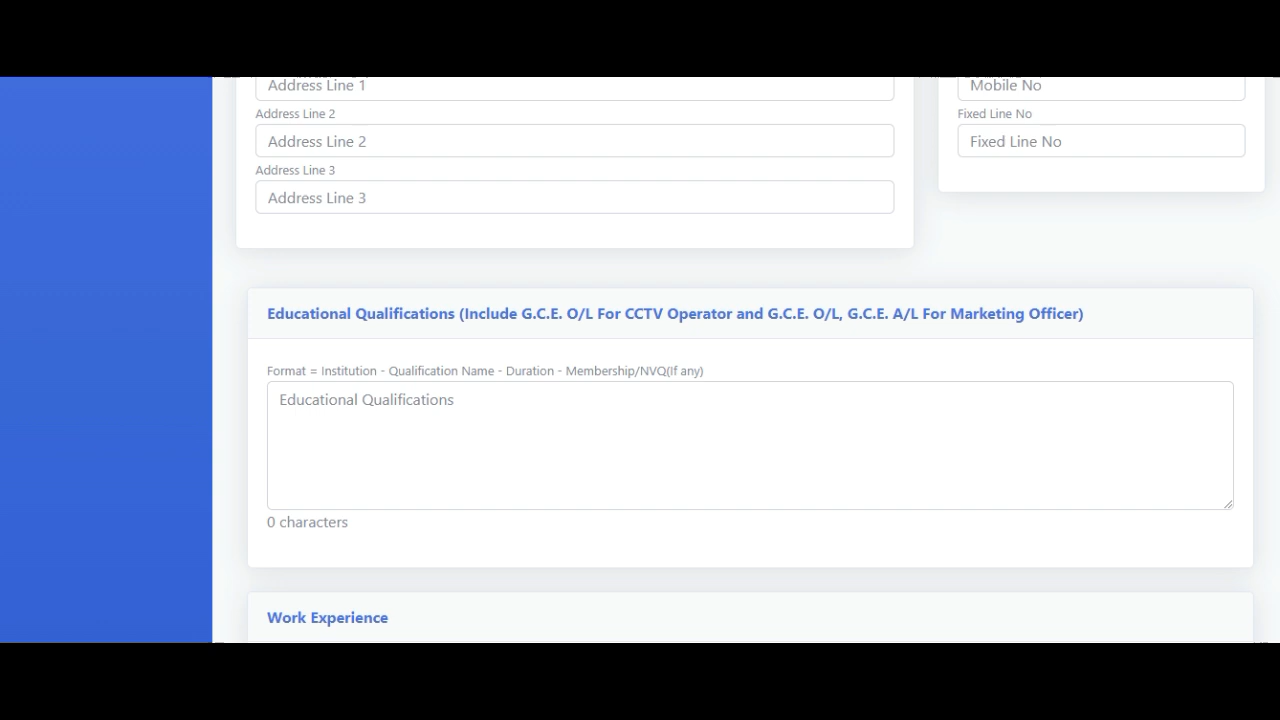 Address Line 1
Mobile No
Address Line 2
Fixed Line No
Address Line 2
Fixed Line No
Address Line 3
Address Line 3
Educational Qualifications (Include G.C.E. O/L For CCTV Operator and G.C.E. O/L, G.C.E. A/L For Marketing Officer)
Format = Institution - Qualification Name - Duration - Membership/NVQ(If any)
Educational Qualifications
0 characters
Work Experience